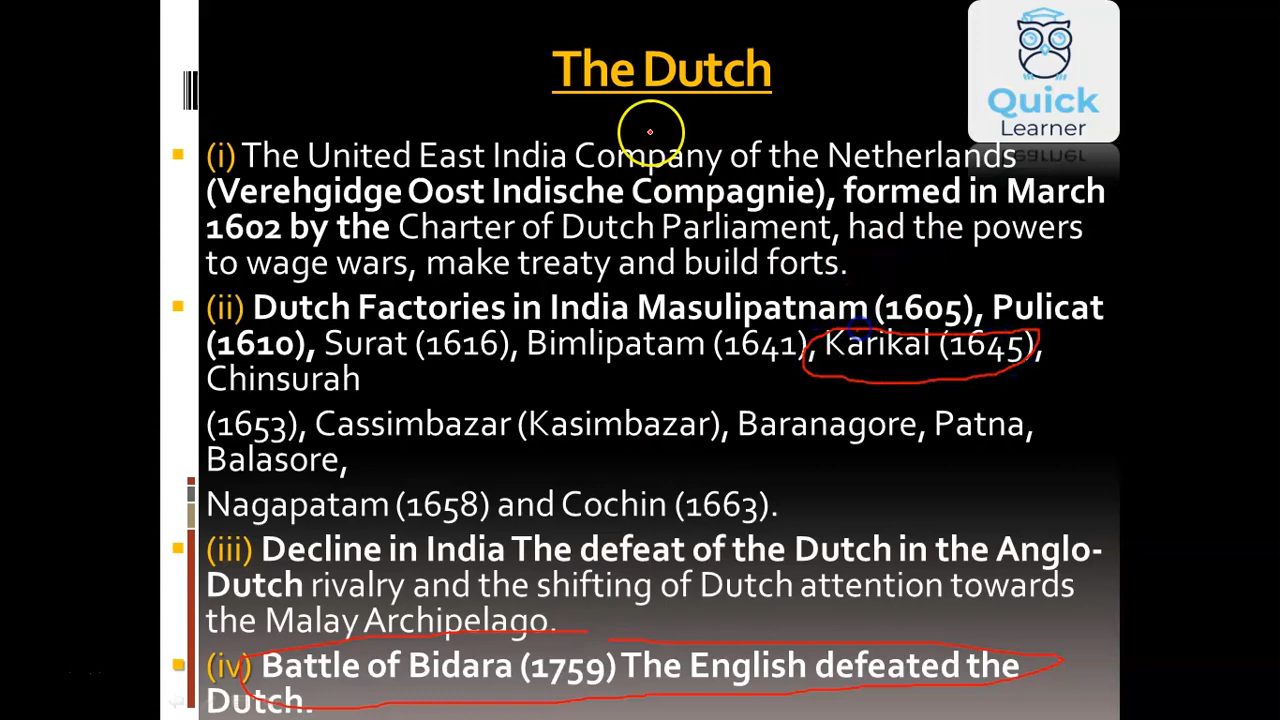 The Dutch
Quick
Learner
(i) The United East India Company of the Netherlands
(Verehgidge Oost Indische Compagnie), formed in March
1602 by the Charter of Dutch Parliament, had the powers
to wage wars, make treaty and build forts.
(ii) Dutch Factories in India Masulipatnam (1605), Pulicat
(1610), Surat (1616), Bimlipatam (1641), Karikal (1645),
Chinsurah
(1653), Cassimbazar (Kasimbazar), Baranagore, Patna,
Balasore,
Nagapatam (1658) and Cochin (1663).
(iii) Decline in India The defeat of the Dutch in the Anglo-
Dutch rivalry and the shifting of Dutch attention towards
the Malay Archipelago.
(iv) Battle of Bidara (1759) The English defeated the
Dutch.